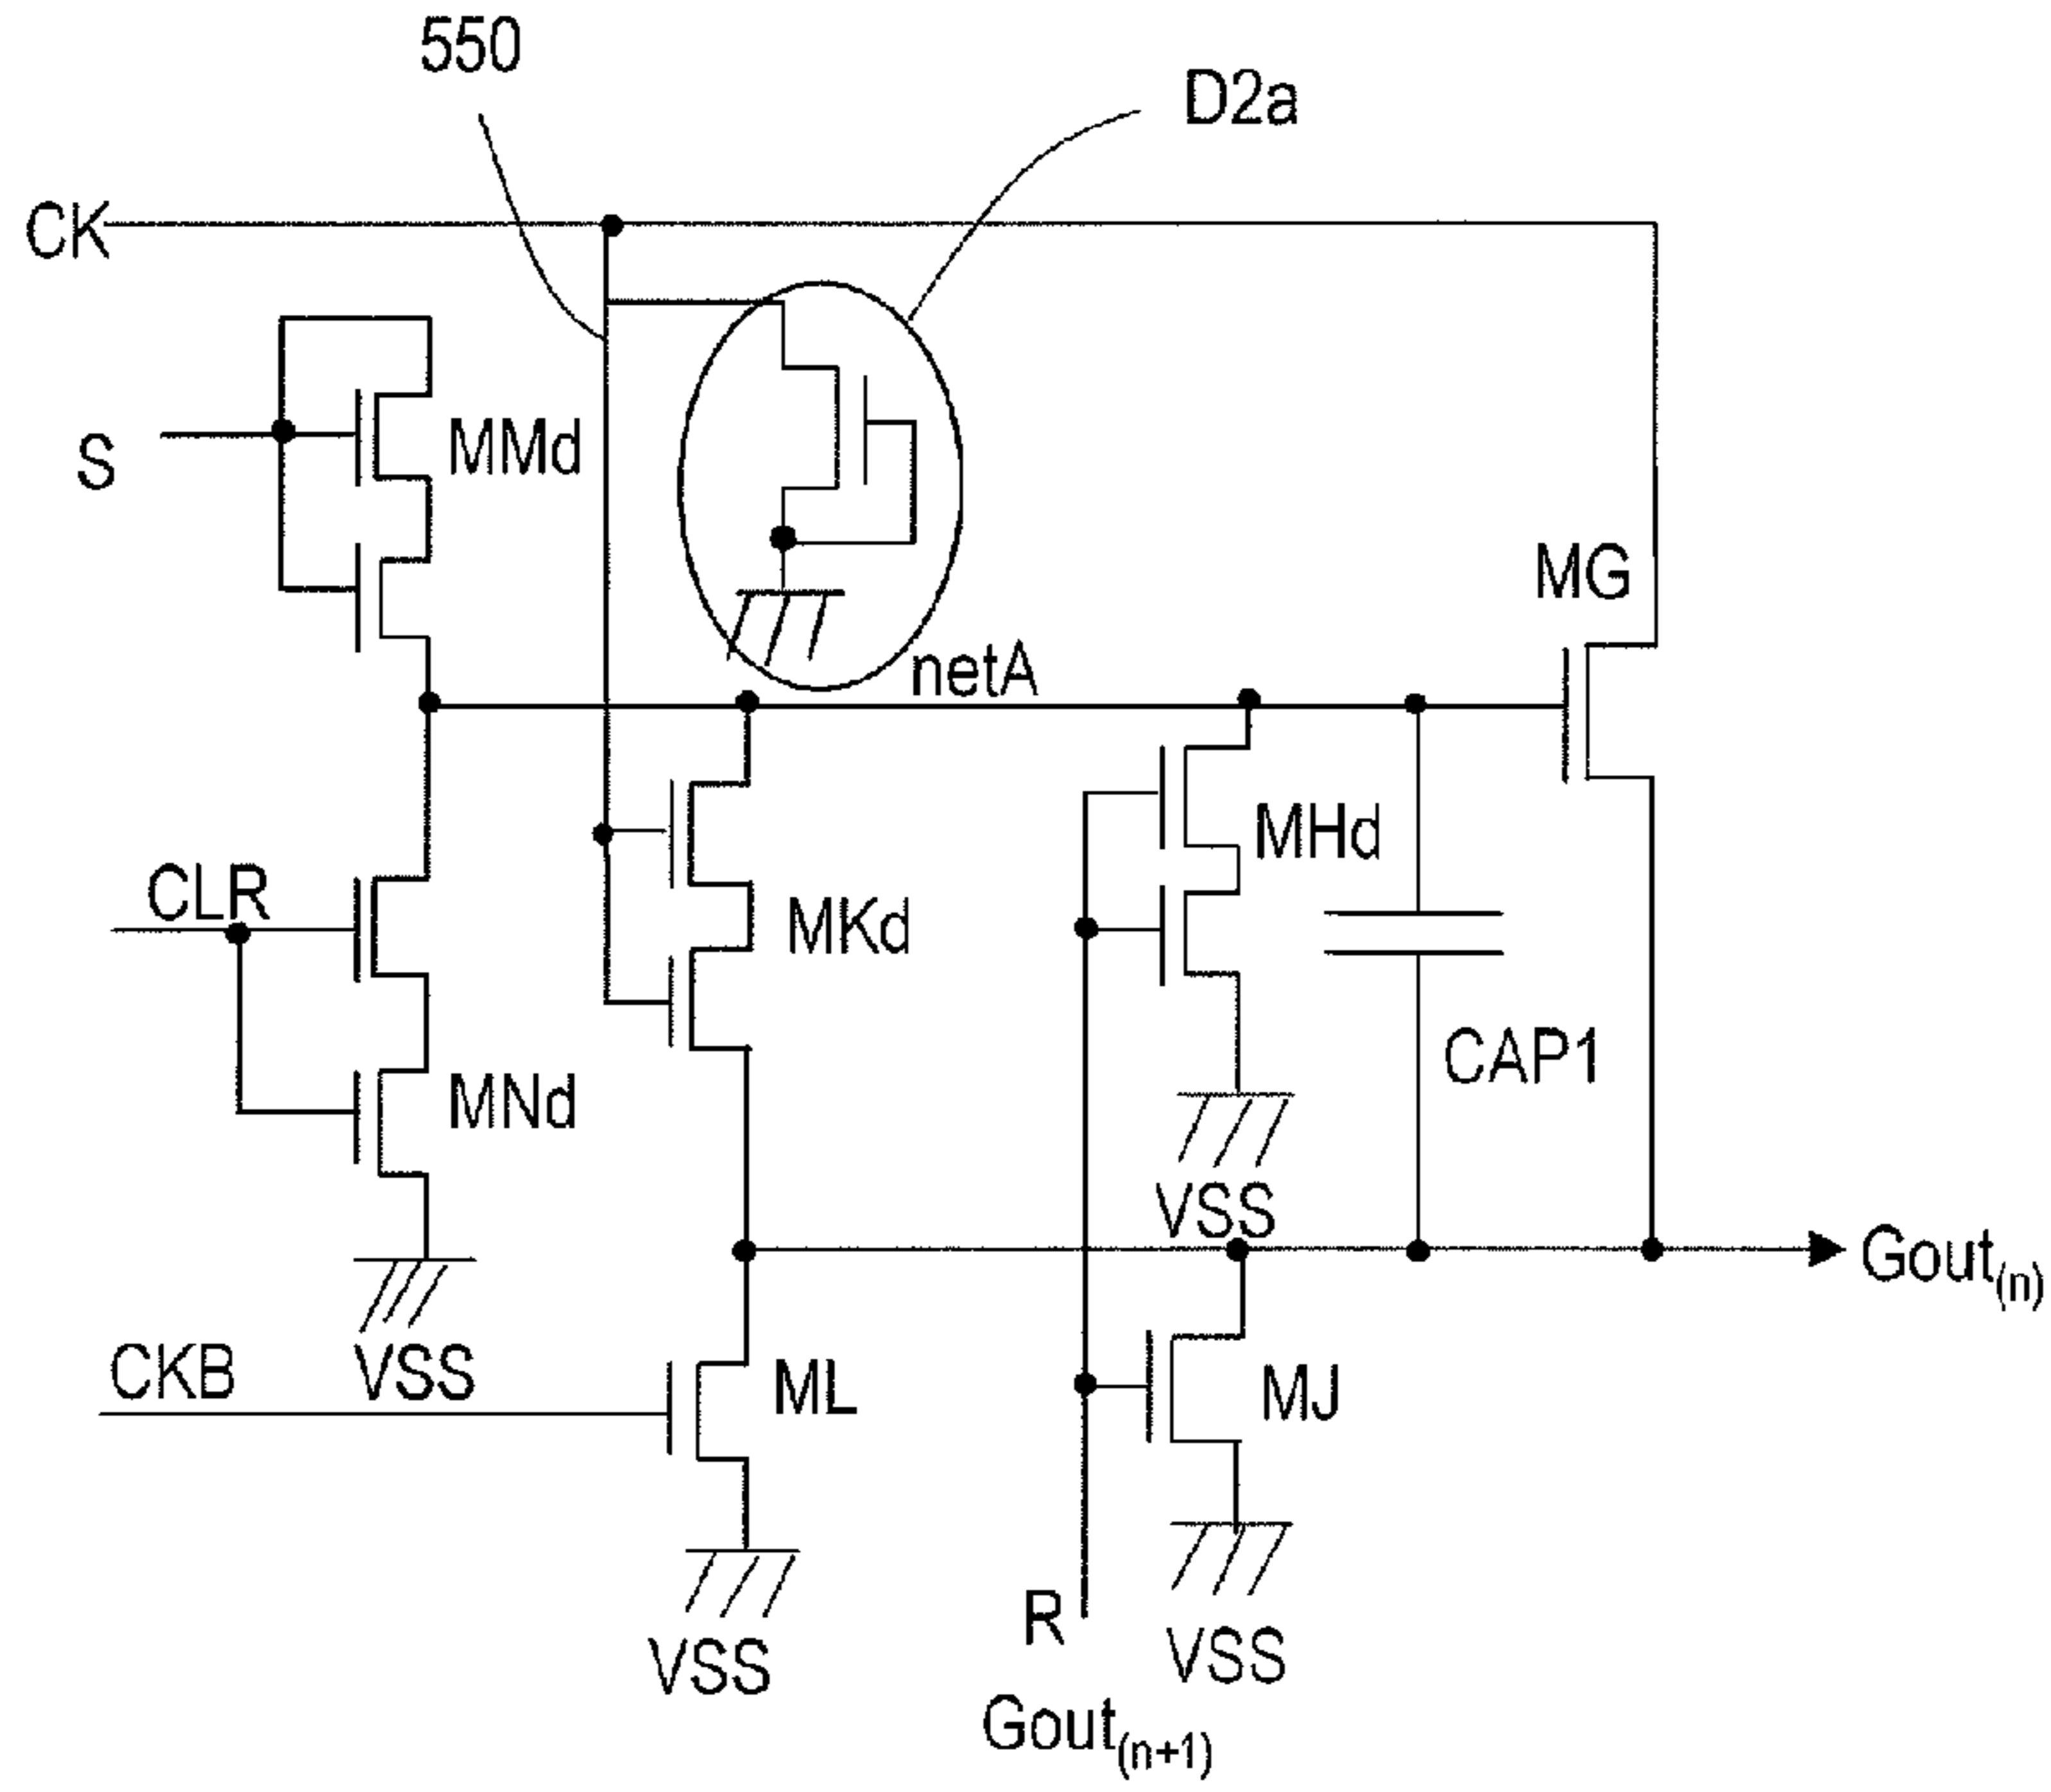 550
D2a
CK
S
MMd
MG
netA
MHd
CLR
MKd
CAP1
MNd
VSS
Gout(n)
CKB
VSS
ML
MJ
R
VSS
VSS
Gout(n+1)